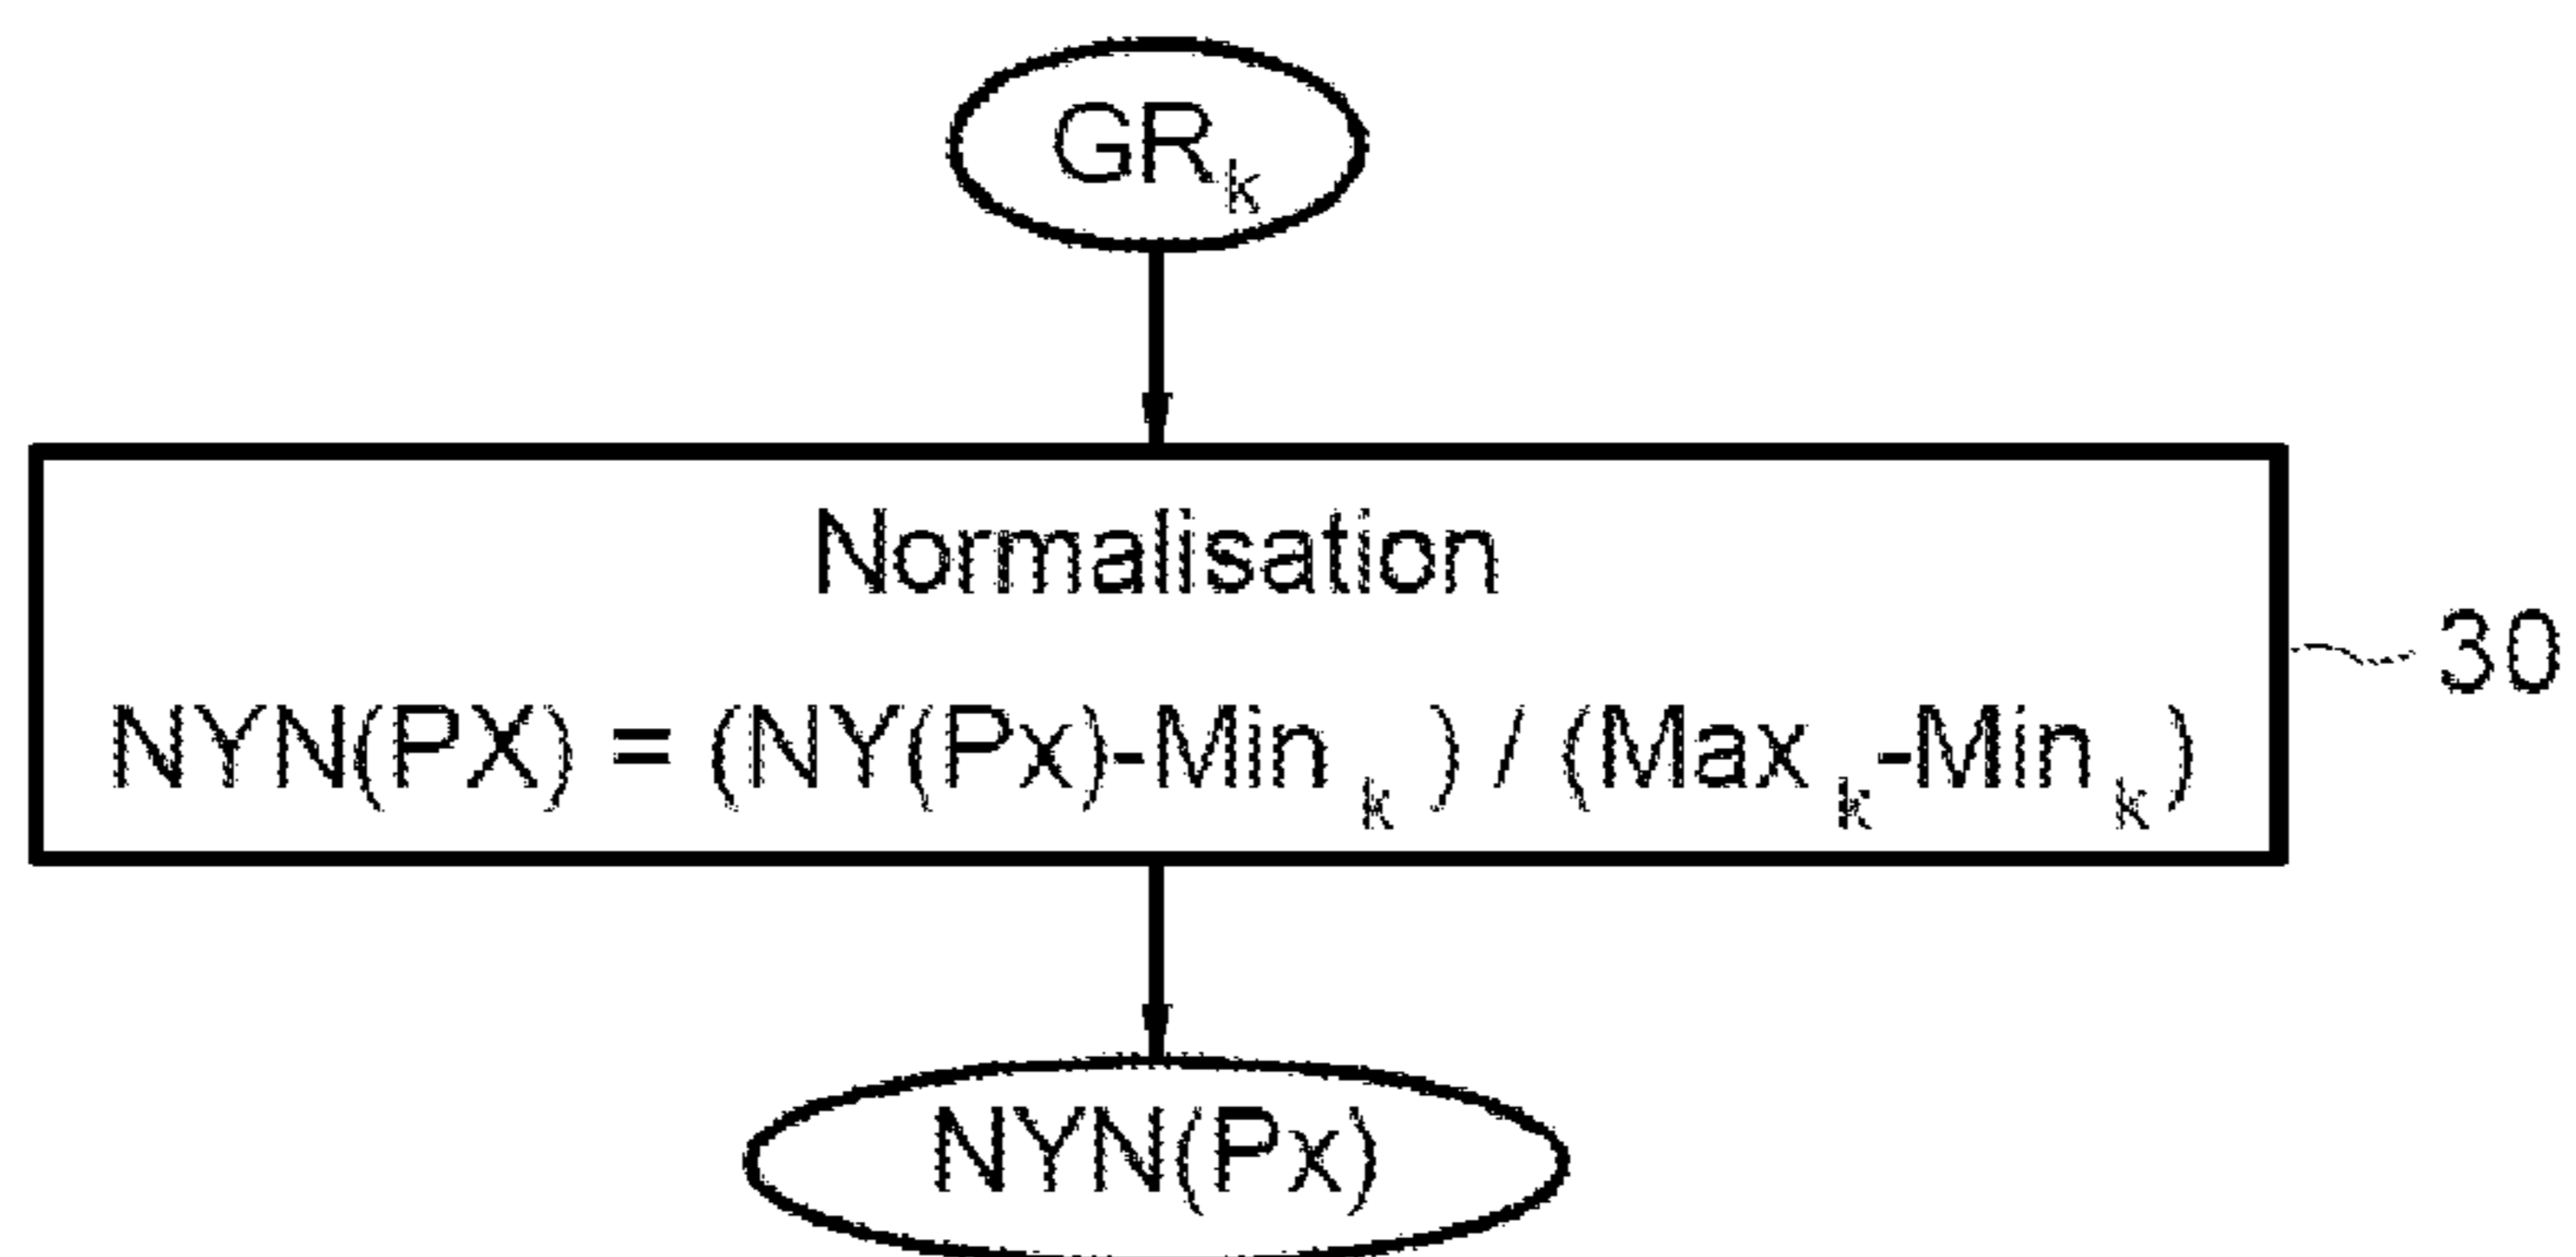 GRk
Normalisation
NYN(PX) = (NY(Px)-Min k ) / (Max k-Min k )
30
NYN(Px)